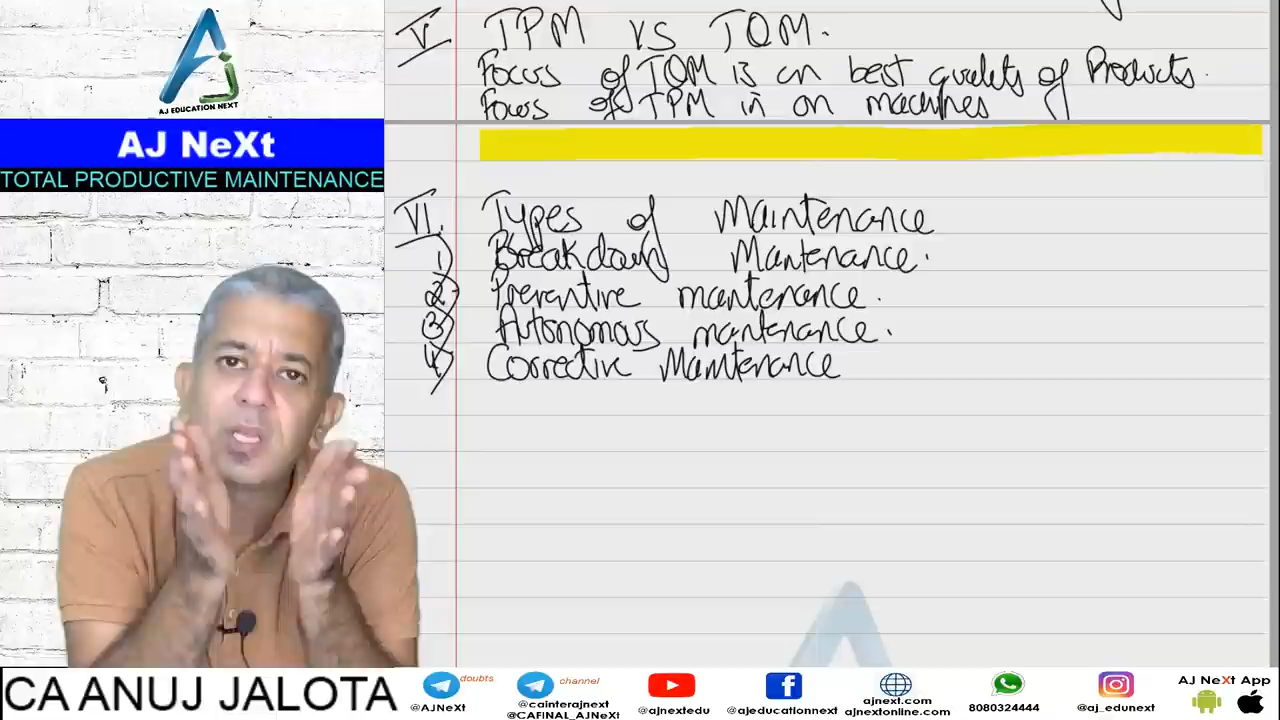 AJ EDUCATION NEXT
AJ NeXt
TOTAL PRODUCTIVE MAINTENANCE
V TPM VS TQM.
Focus of TQM is on best quality of Products.
Focus of TPM is on machines
VI. Types of Maintenance
1) Breakdown Maintenance.
2) Preventive maintenance.
3) Autonomous maintenance.
4) Corrective Maintenance
CA ANUJ JALOTA
doubts
@AJNeXt
channel
@cainterajnext
@CAFINAL_AJNeXt
@ajnextedu
@ajeducationnext
ajnext.com
ajnextonline.com
8080324444
@aj_edunext
AJ NeXt App